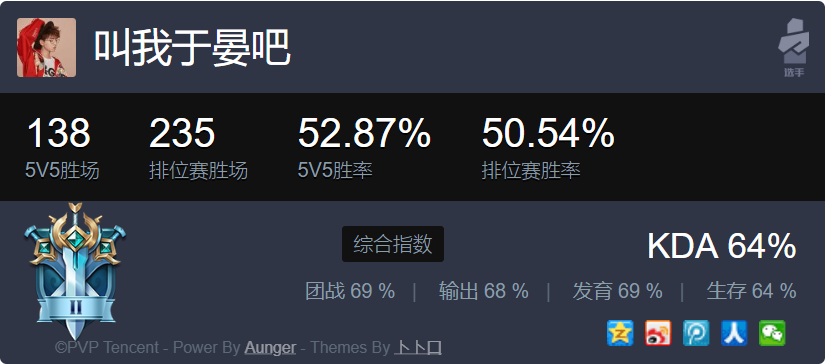 叫我于晏吧
选手
138 235 52.87% 50.54%
5V5胜场 排位赛胜场 5V5胜率 排位赛胜率
综合指数 KDA 64%
团战 69 % | 输出 68 % | 发育 69 % | 生存 64 %
II
©PVP Tencent - Power By Aunger - Themes By 卜卜口